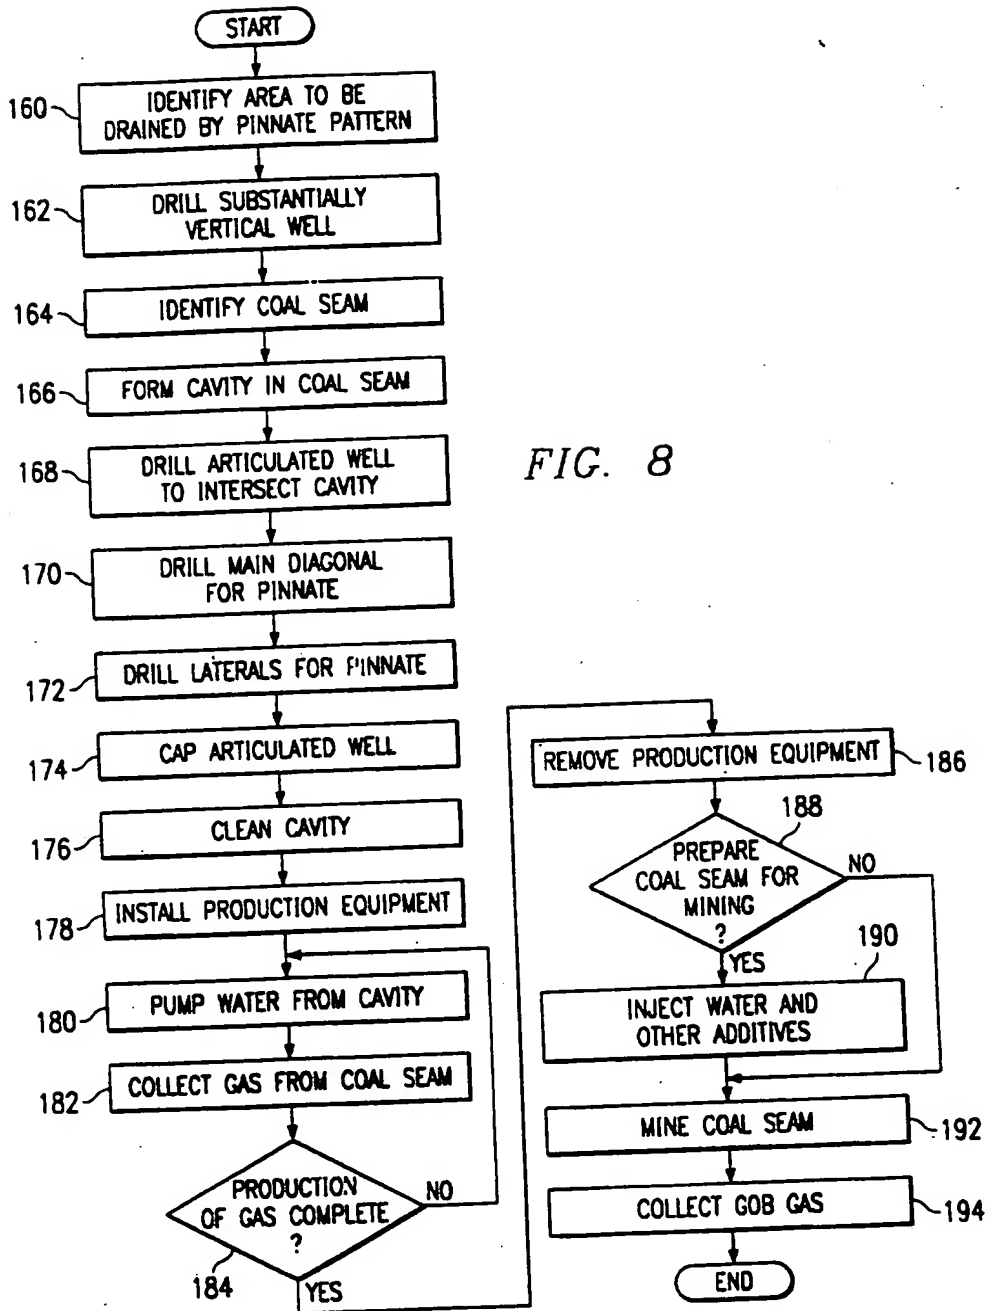 START
160
IDENTIFY AREA TO BE
DRAINED BY PINNATE PATTERN
162
DRILL SUBSTANTIALLY
VERTICAL WELL
164
IDENTIFY COAL SEAM
166
FORM CAVITY IN COAL SEAM
168
DRILL ARTICULATED WELL
TO INTERSECT CAVITY
170
DRILL MAIN DIAGONAL
FOR PINNATE
172
DRILL LATERALS FOR PINNATE
174
CAP ARTICULATED WELL
176
CLEAN CAVITY
178
INSTALL PRODUCTION EQUIPMENT
180
PUMP WATER FROM CAVITY
182
COLLECT GAS FROM COAL SEAM
PRODUCTION
OF GAS COMPLETE
?
NO
184
YES
FIG. 8
REMOVE PRODUCTION EQUIPMENT
186
188
PREPARE
COAL SEAM FOR
MINING
?
NO
YES
190
INJECT WATER AND
OTHER ADDITIVES
MINE COAL SEAM
192
COLLECT GOB GAS
194
END